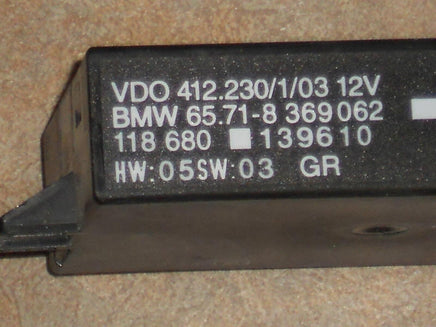 VDO 412.230/1/03 12V
BMW 65.71-8 369 062
118 680 139610
HW:05SW:03 GR